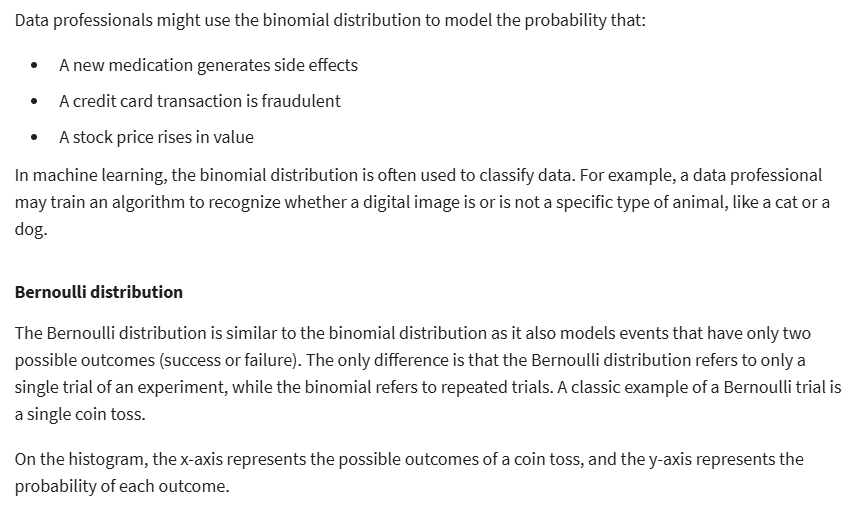 Data professionals might use the binomial distribution to model the probability that:
• A new medication generates side effects
• A credit card transaction is fraudulent
• A stock price rises in value
In machine learning, the binomial distribution is often used to classify data. For example, a data professional
may train an algorithm to recognize whether a digital image is or is not a specific type of animal, like a cat or a
dog.
Bernoulli distribution
The Bernoulli distribution is similar to the binomial distribution as it also models events that have only two
possible outcomes (success or failure). The only difference is that the Bernoulli distribution refers to only a
single trial of an experiment, while the binomial refers to repeated trials. A classic example of a Bernoulli trial is
a single coin toss.
On the histogram, the x-axis represents the possible outcomes of a coin toss, and the y-axis represents the
probability of each outcome.